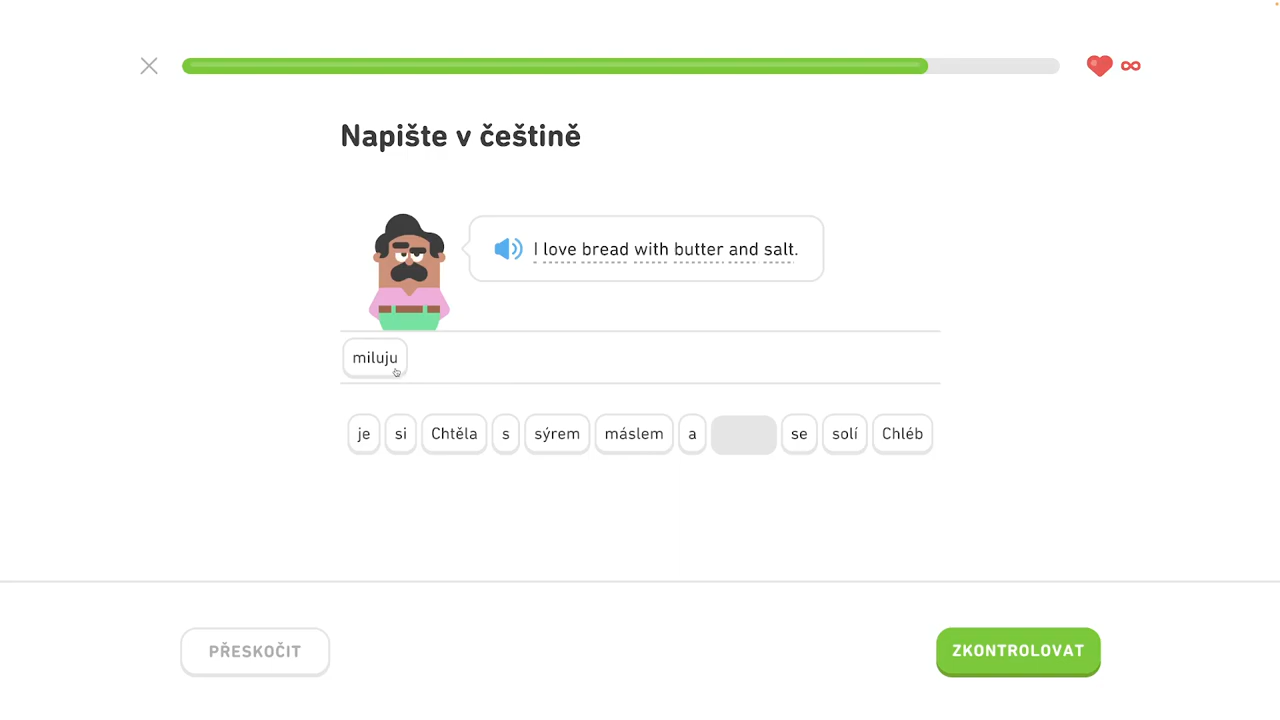 ∞
Napište v češtině
I love bread with butter and salt.
miluju
je si Chtěla s sýrem máslem a se solí Chléb
PŘESKOČIT ZKONTROLOVAT